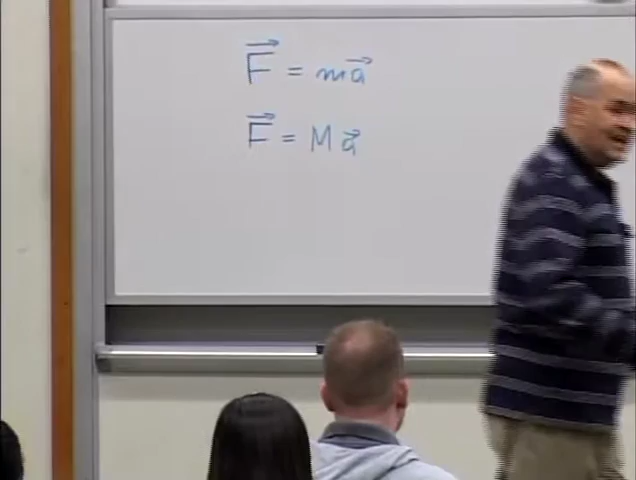 F⃗ = ma⃗
F⃗ = Ma⃗